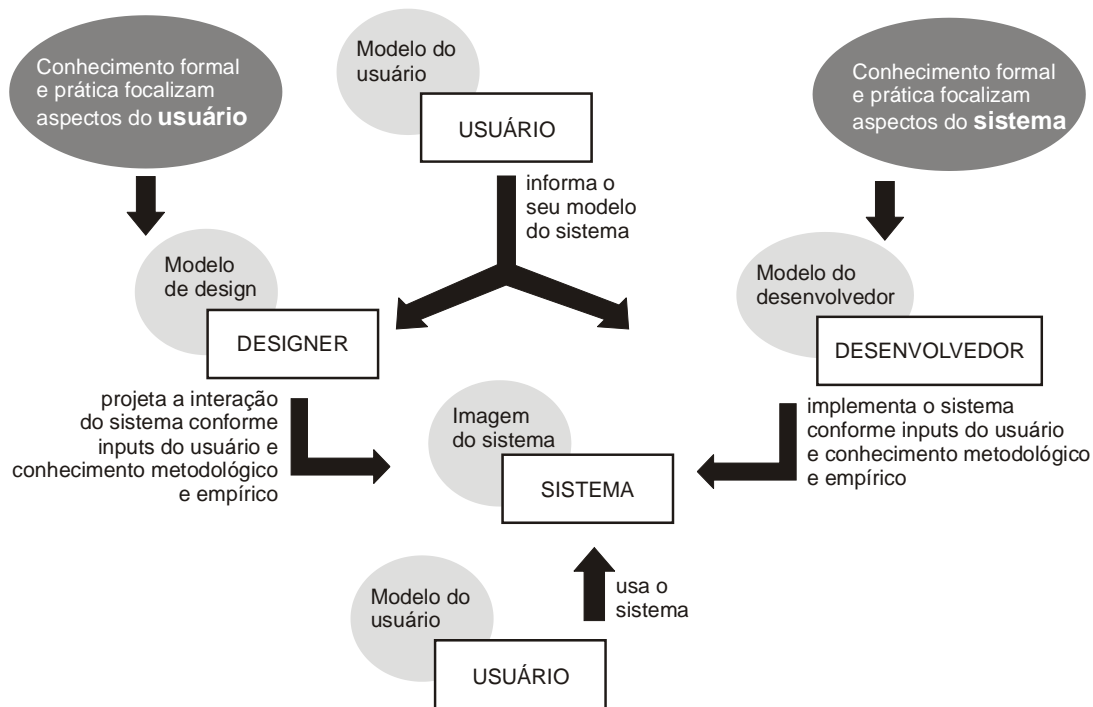 Conhecimento formal
e prática focalizam
aspectos do usuário
Modelo do
usuário
USUÁRIO
Conhecimento formal
e prática focalizam
aspectos do sistema
informa o
seu modelo
do sistema
Modelo
de design
DESIGNER
Modelo do
desenvolvedor
DESENVOLVEDOR
projeta a interação
do sistema conforme
inputs do usuário e
conhecimento metodológico
e empírico
Imagem
do sistema
SISTEMA
implementa o sistema
conforme inputs do usuário
e conhecimento metodológico
e empírico
Modelo do
usuário
USUÁRIO
usa o
sistema